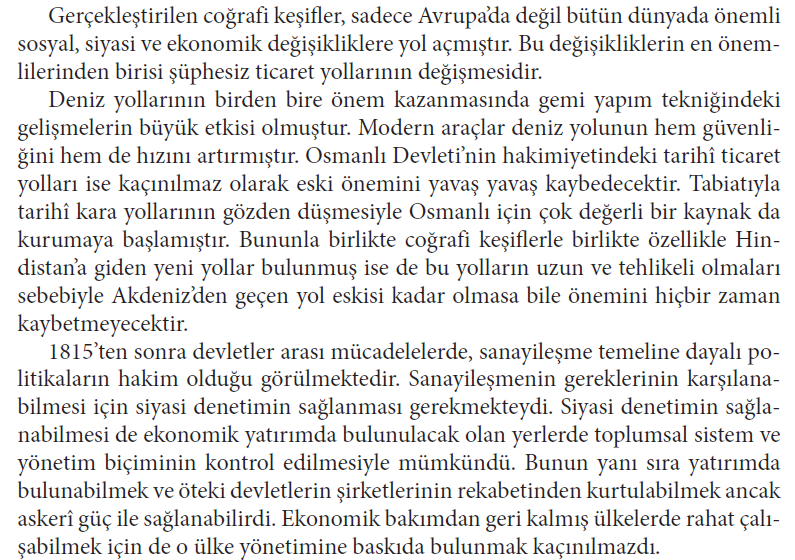 Gerçekleştirilen coğrafi keşifler, sadece Avrupa’da değil bütün dünyada önemli
sosyal, siyasi ve ekonomik değişikliklere yol açmıştır. Bu değişikliklerin en önem-
lilerinden birisi şüphesiz ticaret yollarının değişmesidir.
Deniz yollarının birden bire önem kazanmasında gemi yapım tekniğindeki
gelişmelerin büyük etkisi olmuştur. Modern araçlar deniz yolunun hem güvenli-
ğini hem de hızını artırmıştır. Osmanlı Devleti’nin hakimiyetindeki tarihî ticaret
yolları ise kaçınılmaz olarak eski önemini yavaş yavaş kaybedecektir. Tabiatıyla
tarihî kara yollarının gözden düşmesiyle Osmanlı için çok değerli bir kaynak da
kurumaya başlamıştır. Bununla birlikte coğrafi keşiflerle birlikte özellikle Hin-
distan’a giden yeni yollar bulunmuş ise de bu yolların uzun ve tehlikeli olmaları
sebebiyle Akdeniz’den geçen yol eskisi kadar olmasa bile önemini hiçbir zaman
kaybetmeyecektir.
1815’ten sonra devletler arası mücadelelerde, sanayileşme temeline dayalı po-
litikaların hakim olduğu görülmektedir. Sanayileşmenin gereklerinin karşılana-
bilmesi için siyasi denetimin sağlanması gerekmekteydi. Siyasi denetimin sağla-
nabilmesi de ekonomik yatırımda bulunulacak olan yerlerde toplumsal sistem ve
yönetim biçiminin kontrol edilmesiyle mümkündü. Bunun yanı sıra yatırımda
bulunabilmek ve öteki devletlerin şirketlerinin rekabetinden kurtulabilmek ancak
askerî güç ile sağlanabilirdi. Ekonomik bakımdan geri kalmış ülkelerde rahat çalı-
şabilmek için de o ülke yönetimine baskıda bulunmak kaçınılmazdı.